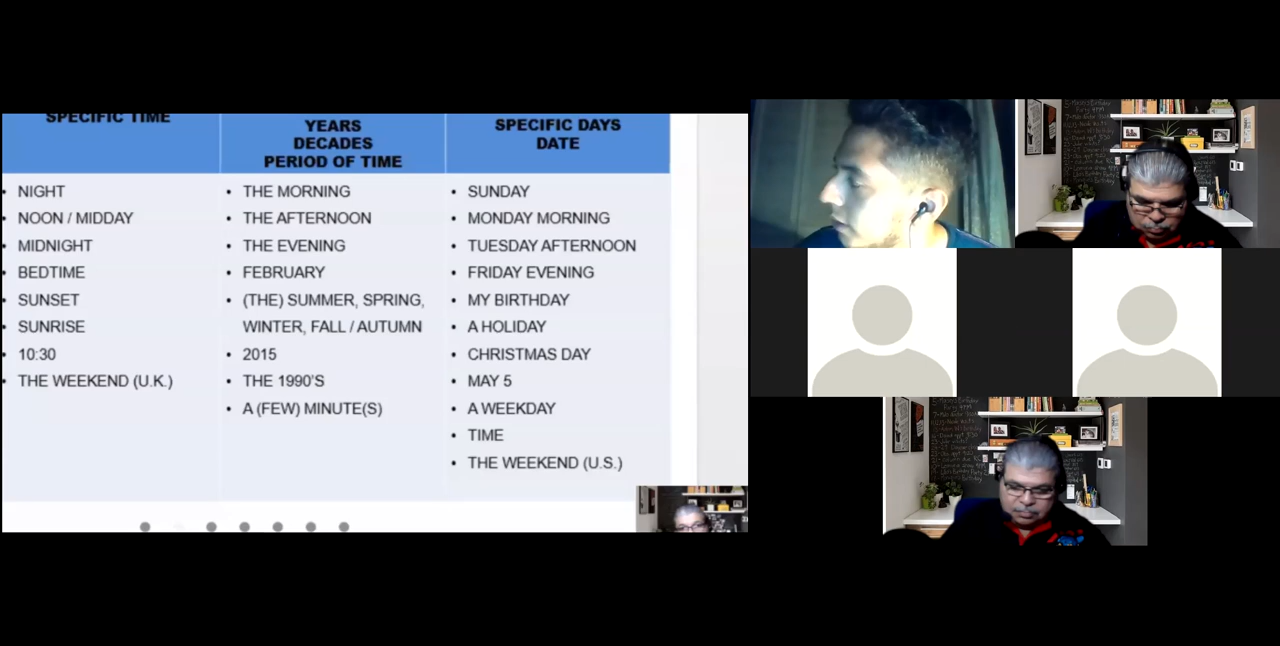 SPECIFIC TIME
YEARS
DECADES
PERIOD OF TIME
SPECIFIC DAYS
DATE
• NIGHT
• NOON / MIDDAY
• MIDNIGHT
• BEDTIME
• SUNSET
• SUNRISE
• 10:30
• THE WEEKEND (U.K.)
• THE MORNING
• THE AFTERNOON
• THE EVENING
• FEBRUARY
• (THE) SUMMER, SPRING,
WINTER, FALL / AUTUMN
• 2015
• THE 1990'S
• A (FEW) MINUTE(S)
• SUNDAY
• MONDAY MORNING
• TUESDAY AFTERNOON
• FRIDAY EVENING
• MY BIRTHDAY
• A HOLIDAY
• CHRISTMAS DAY
• MAY 5
• A WEEKDAY
• TIME
• THE WEEKEND (U.S.)